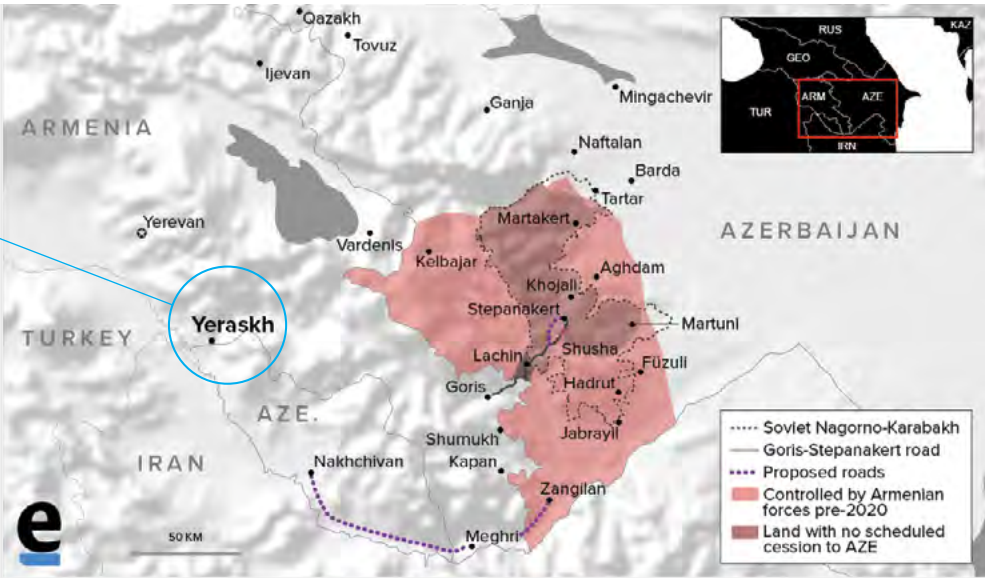 Qazakh
Tovuz
Ijevan
Mingachevir
Ganja
ARMENIA
Naftalan
Barda
Tartar
Yerevan
Martakert
Vardenis
AZERBAIJAN
Kelbajar
Aghdam
Khojali
Stepanakert
Yeraskh
Martuni
TURKEY
Shusha
Lachin
Füzuli
Goris
Hadrut
AZE.
Jabrayil
Shurnukh
IRAN
Nakhchivan
Kapan
Zangilan
Meghri
50 KM
e
RUS
KAZ
GEO
ARM
AZE
TUR
IRN
Soviet Nagorno-Karabakh
Goris-Stepanakert road
Proposed roads
Controlled by Armenian
forces pre-2020
Land with no scheduled
cession to AZE